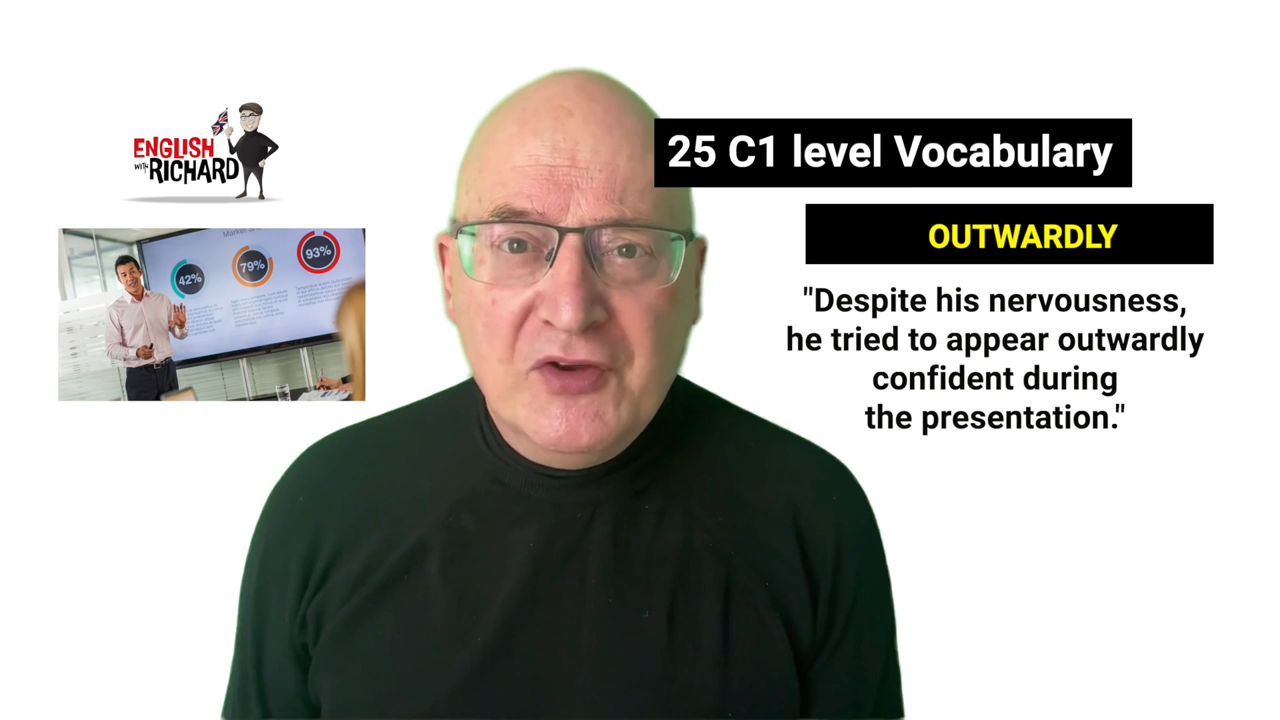 ENGLISH
WITH
RICHARD
25 C1 level Vocabulary
OUTWARDLY
"Despite his nervousness,
he tried to appear outwardly
confident during
the presentation."
Market
42%
79%
93%